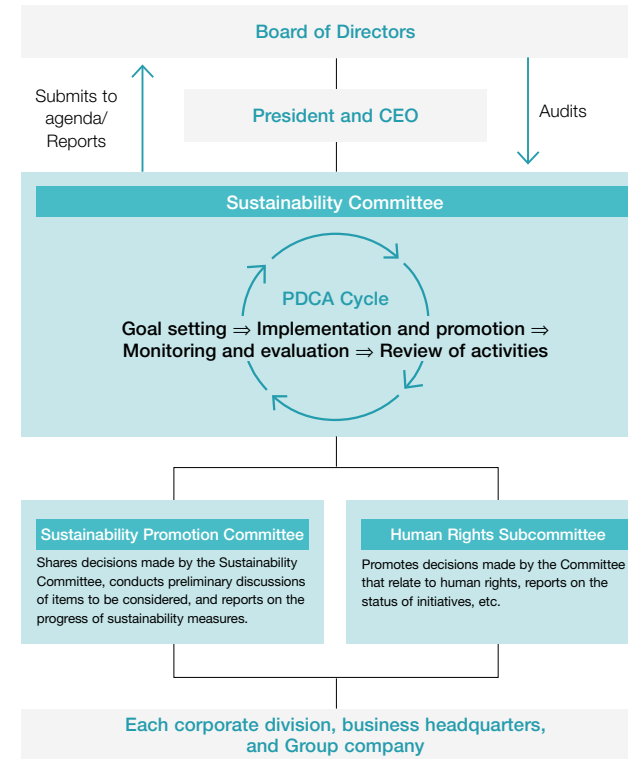 Board of Directors
Submits to
agenda/
Reports
President and CEO
Audits
Sustainability Committee
PDCA Cycle
Goal setting ⇒ Implementation and promotion ⇒
Monitoring and evaluation ⇒ Review of activities
Sustainability Promotion Committee
Shares decisions made by the Sustainability
Committee, conducts preliminary discussions
of items to be considered, and reports on the
progress of sustainability measures.
Human Rights Subcommittee
Promotes decisions made by the Committee
that relate to human rights, reports on the
status of initiatives, etc.
Each corporate division, business headquarters,
and Group company